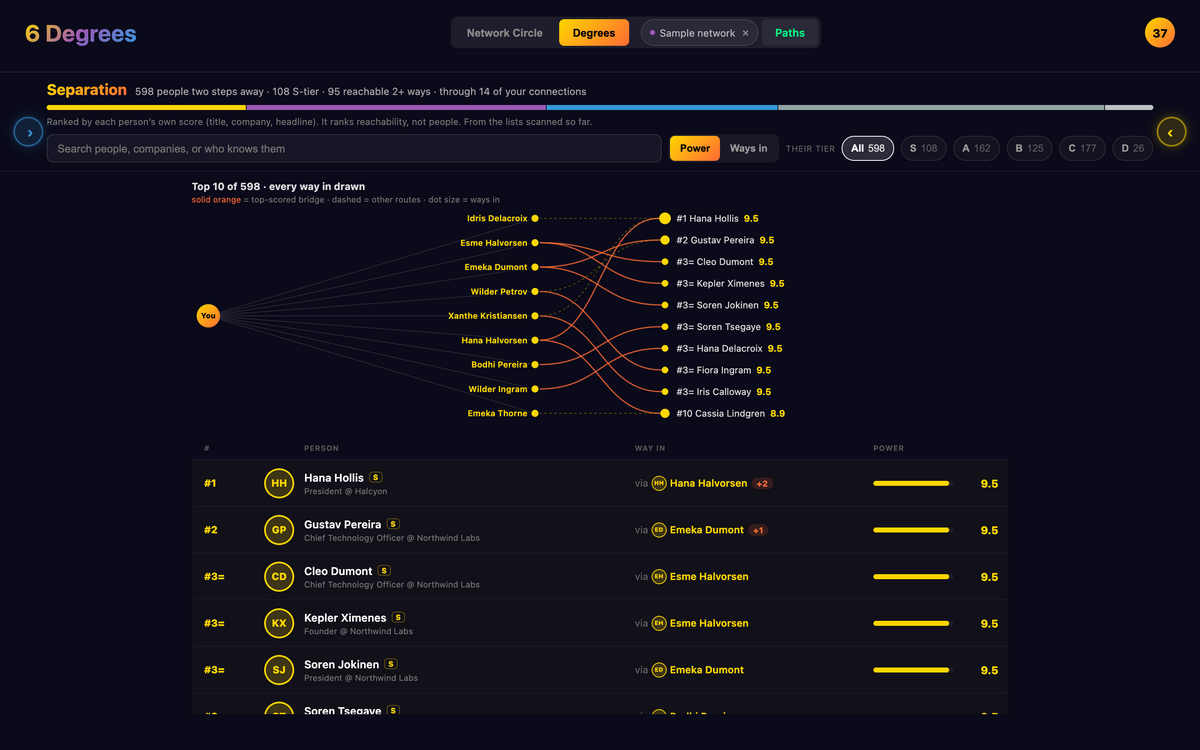 6 Degrees
Network Circle
Degrees
Sample network ×
Paths
37
Separation 598 people two steps away · 108 S-tier · 95 reachable 2+ ways · through 14 of your connections
Ranked by each person's own score (title, company, headline). It ranks reachability, not people. From the lists scanned so far.
Search people, companies, or who knows them
Power
Ways in
THEIR TIER
All 598
S 108
A 162
B 125
C 177
D 26
Top 10 of 598 · every way in drawn
solid orange = top-scored bridge · dashed = other routes · dot size = ways in
You
Idris Delacroix
Esme Halvorsen
Emeka Dumont
Wilder Petrov
Xanthe Kristiansen
Hana Halvorsen
Bodhi Pereira
Wilder Ingram
Emeka Thorne
#1 Hana Hollis 9.5
#2 Gustav Pereira 9.5
#3= Cleo Dumont 9.5
#3= Kepler Ximenes 9.5
#3= Soren Jokinen 9.5
#3= Soren Tsegaye 9.5
#3= Hana Delacroix 9.5
#3= Fiora Ingram 9.5
#3= Iris Calloway 9.5
#10 Cassia Lindgren 8.9
# PERSON WAY IN POWER
#1 HH Hana Hollis S via HH Hana Halvorsen +2 9.5
President @ Halcyon
#2 GP Gustav Pereira S via ED Emeka Dumont +1 9.5
Chief Technology Officer @ Northwind Labs
#3= CD Cleo Dumont S via EH Esme Halvorsen 9.5
Chief Technology Officer @ Northwind Labs
#3= KX Kepler Ximenes S via EH Esme Halvorsen 9.5
Founder @ Northwind Labs
#3= SJ Soren Jokinen S via ED Emeka Dumont 9.5
President @ Northwind Labs
Soren Tsegaye S